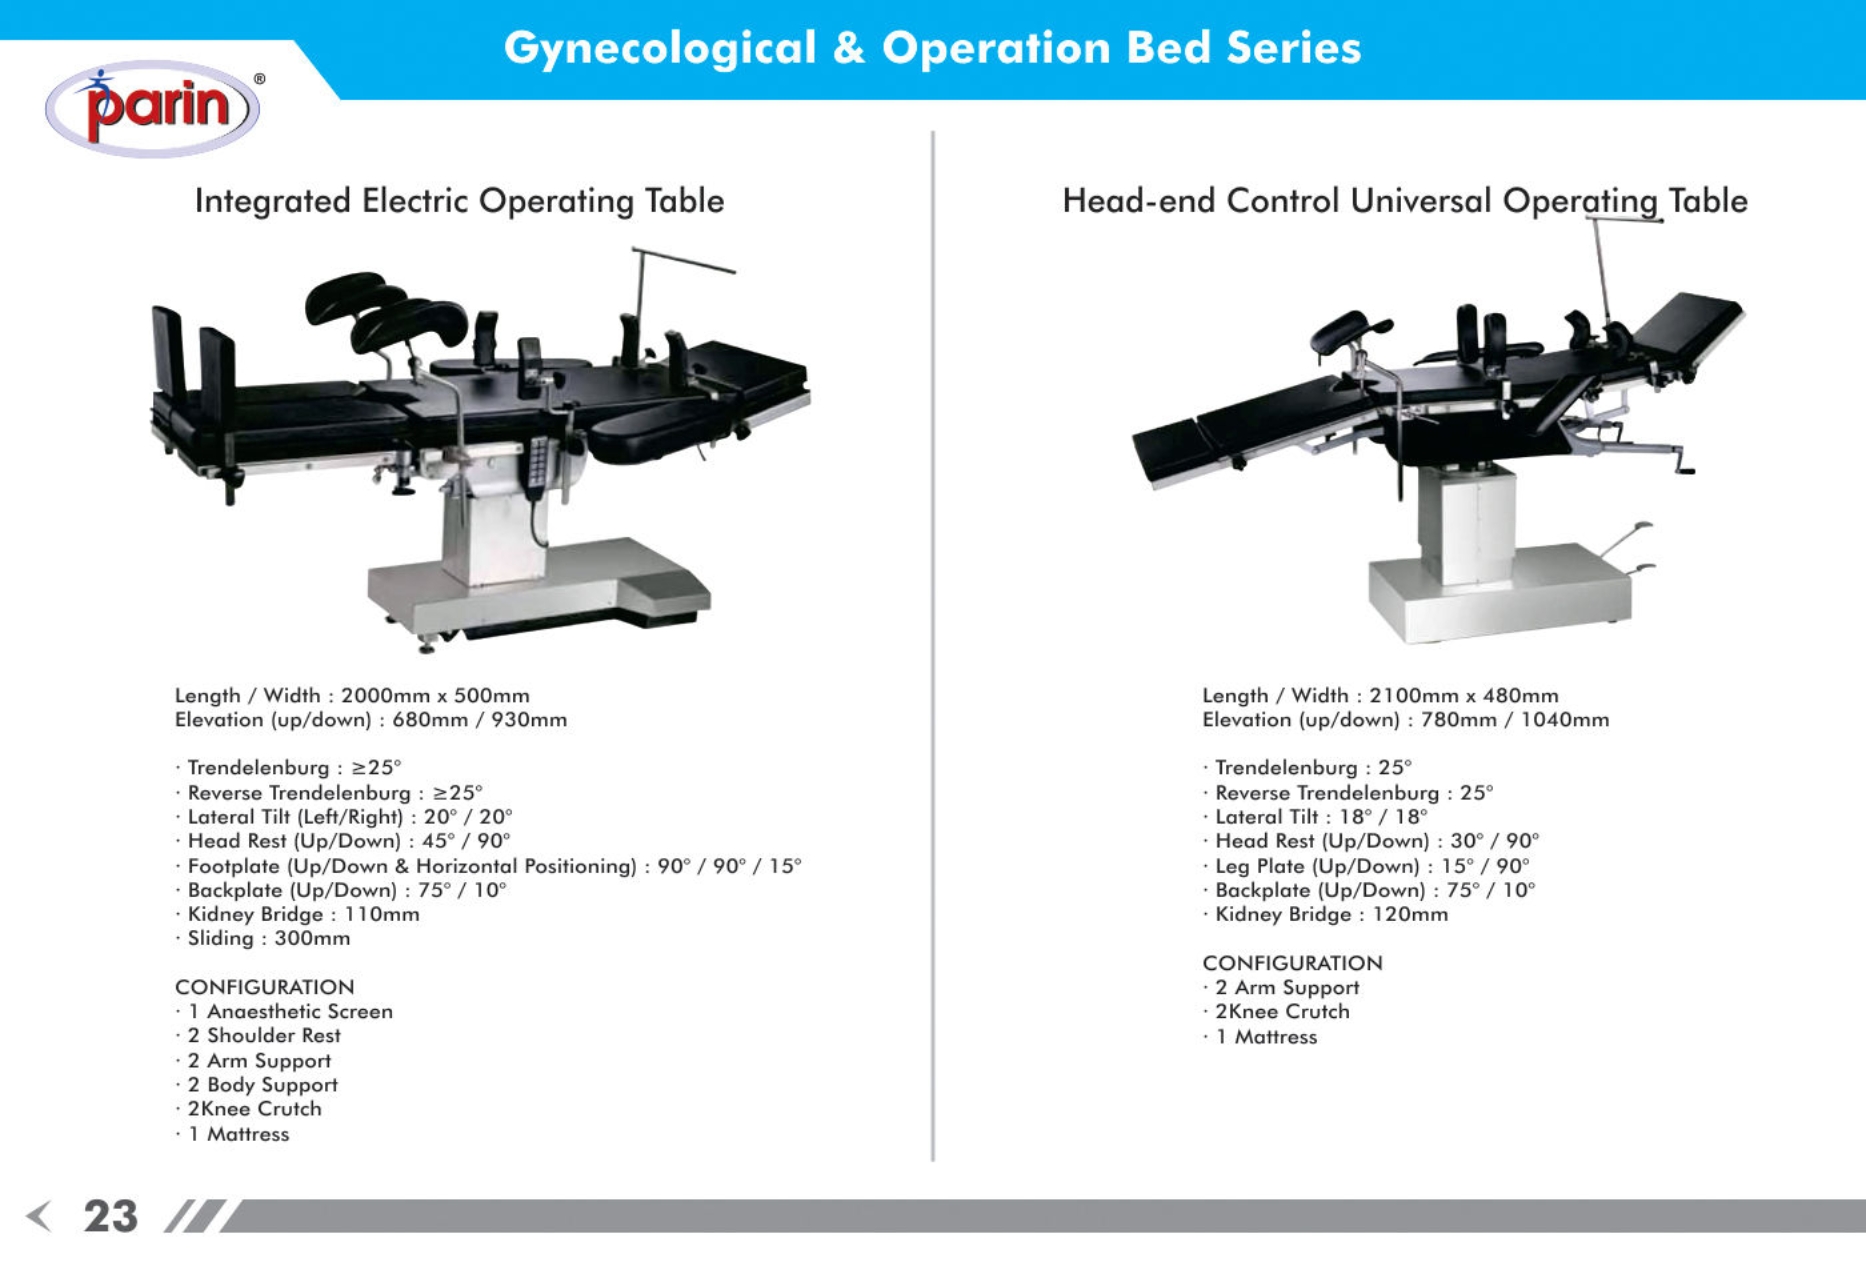 Gynecological & Operation Bed Series
parin®
Integrated Electric Operating Table
Length / Width : 2000mm x 500mm
Elevation (up/down) : 680mm / 930mm
· Trendelenburg : ≥25°
· Reverse Trendelenburg : ≥25°
· Lateral Tilt (Left/Right) : 20° / 20°
· Head Rest (Up/Down) : 45° / 90°
· Footplate (Up/Down & Horizontal Positioning) : 90° / 90° / 15°
· Backplate (Up/Down) : 75° / 10°
· Kidney Bridge : 110mm
· Sliding : 300mm
CONFIGURATION
· 1 Anaesthetic Screen
· 2 Shoulder Rest
· 2 Arm Support
· 2 Body Support
· 2Knee Crutch
· 1 Mattress
Head-end Control Universal Operating Table
Length / Width : 2100mm x 480mm
Elevation (up/down) : 780mm / 1040mm
· Trendelenburg : 25°
· Reverse Trendelenburg : 25°
· Lateral Tilt : 18° / 18°
· Head Rest (Up/Down) : 30° / 90°
· Leg Plate (Up/Down) : 15° / 90°
· Backplate (Up/Down) : 75° / 10°
· Kidney Bridge : 120mm
CONFIGURATION
· 2 Arm Support
· 2Knee Crutch
· 1 Mattress
23